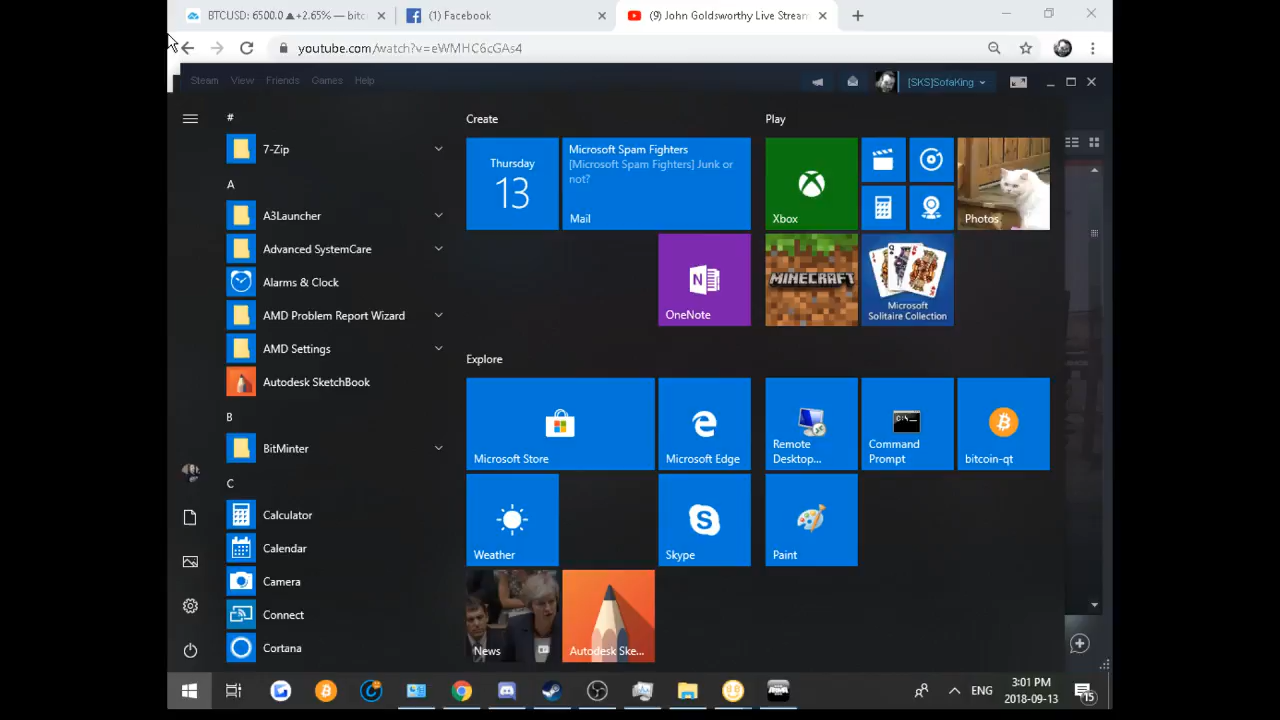 BTCUSD: 6500.0 ▲+2.65% — bitc
(1) Facebook
(9) John Goldsworthy Live Stream
youtube.com/watch?v=eWMHC6cGAs4
Steam View Friends Games Help
[SKS]SofaKing
#
7-Zip
A
A3Launcher
Advanced SystemCare
Alarms & Clock
AMD Problem Report Wizard
AMD Settings
Autodesk SketchBook
B
BitMinter
C
Calculator
Calendar
Camera
Connect
Cortana
Create
Thursday
13
Microsoft Spam Fighters
[Microsoft Spam Fighters] Junk or
not?
Mail
OneNote
Play
Xbox
Photos
MINECRAFT
Microsoft
Solitaire Collection
Explore
Microsoft Store
Microsoft Edge
Remote
Desktop...
Command
Prompt
bitcoin-qt
Weather
Skype
Paint
News
Autodesk Ske...
ENG
3:01 PM
2018-09-13
15